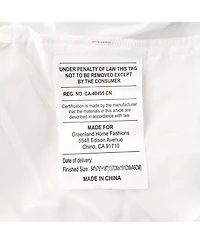 UNDER PENALTY OF LAW THIS TAG
NOT TO BE REMOVED EXCEPT
BY THE CONSUMER
REG. NO. CA-40495 CN
Certification is made by the manufacturer
that the materials in this article are
described in accordance with law
MADE FOR
Greenland Home Fashions
5548 Edison Avenue
Chino, CA 91710
Date of delivery:
Finished Size:
MADE IN CHINA